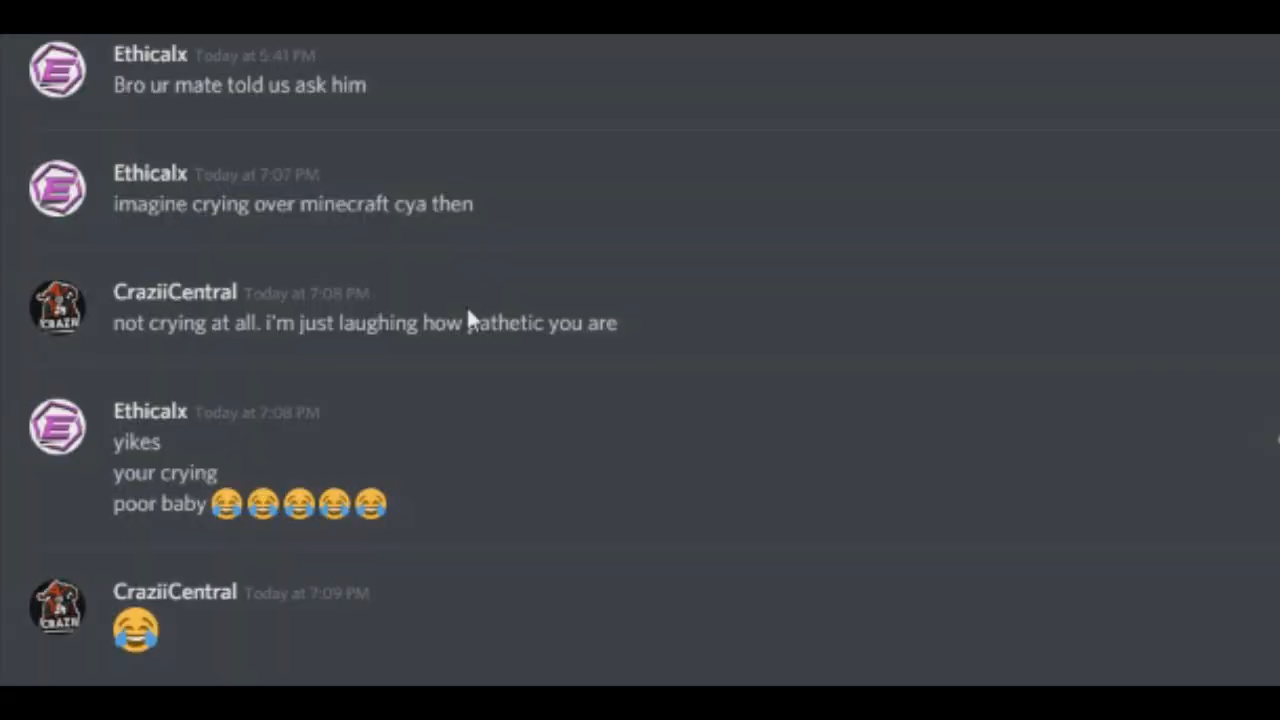 Ethicalx Today at 5:41 PM
Bro ur mate told us ask him
Ethicalx Today at 7:07 PM
imagine crying over minecraft cya then
CraziiCentral Today at 7:08 PM
not crying at all. i'm just laughing how pathetic you are
Ethicalx Today at 7:08 PM
yikes
your crying
poor baby 😂😂😂😂😂
CraziiCentral Today at 7:09 PM
😂